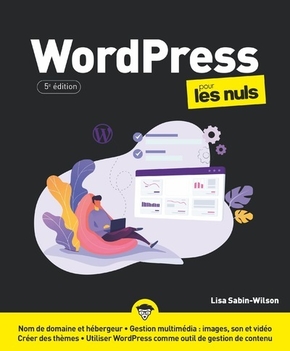 WordPress
5e édition
pour
les nuls
Lisa Sabin-Wilson
Nom de domaine et hébergeur • Gestion multimédia : images, son et vidéo
Créer des thèmes • Utiliser WordPress comme outil de gestion de contenu